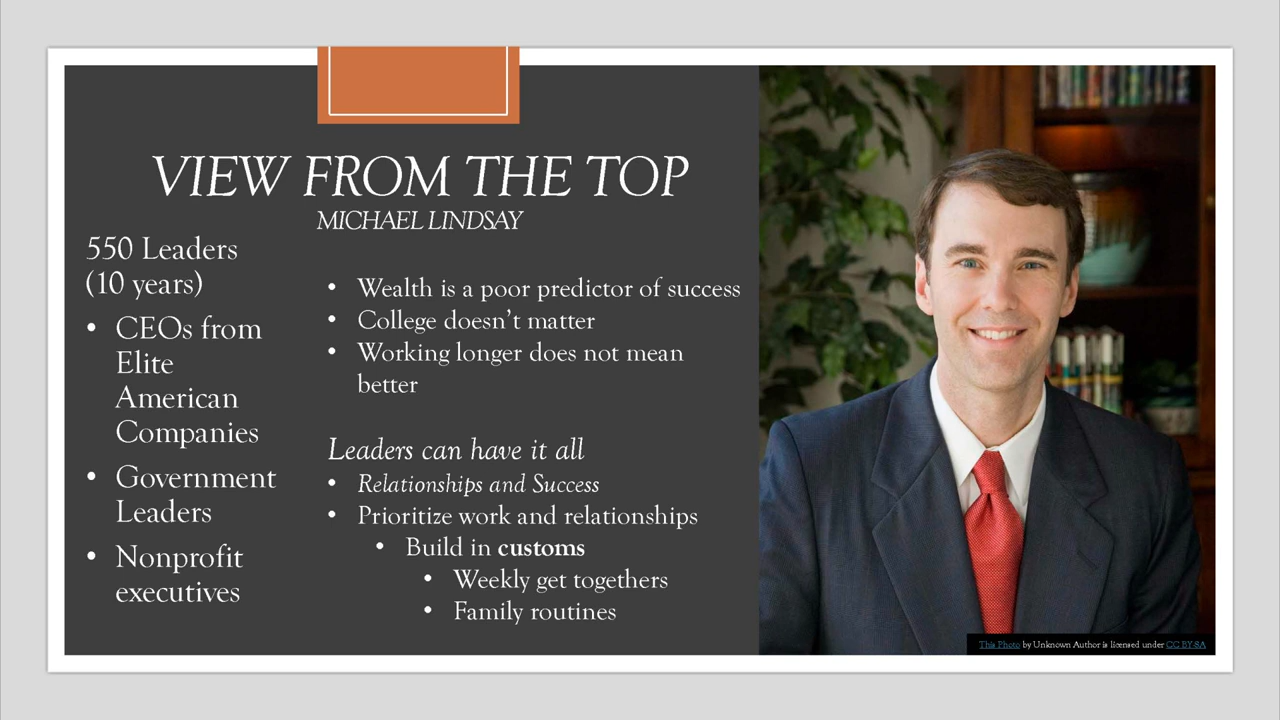 VIEW FROM THE TOP
MICHAEL LINDSAY
550 Leaders
(10 years)
• CEOs from
Elite
American
Companies
• Government
Leaders
• Nonprofit
executives
• Wealth is a poor predictor of success
• College doesn't matter
• Working longer does not mean
better
Leaders can have it all
• Relationships and Success
• Prioritize work and relationships
• Build in customs
• Weekly get togethers
• Family routines
This Photo by Unknown Author is licensed under CC BY-SA